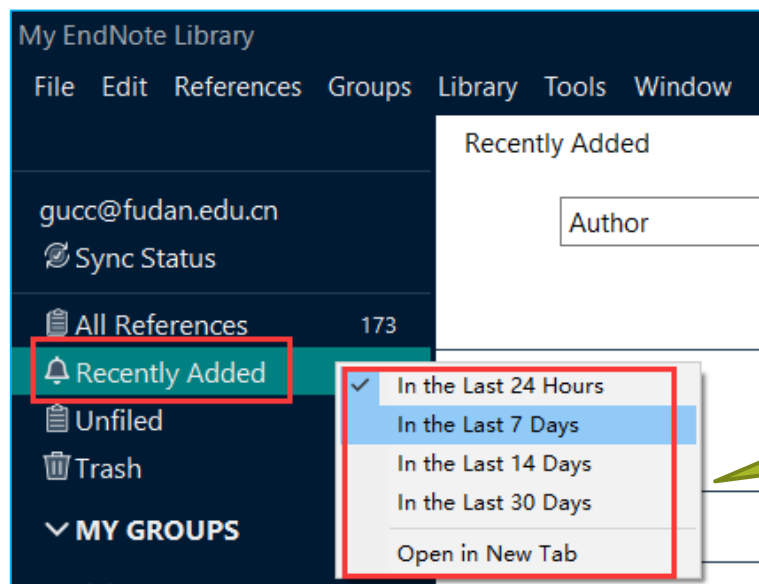 My EndNote Library
File Edit References Groups Library Tools Window
Recently Added
gucc@fudan.edu.cn
Author
Sync Status
All References 173
Recently Added
In the Last 24 Hours
Unfiled
In the Last 7 Days
Trash
In the Last 14 Days
In the Last 30 Days
MY GROUPS
Open in New Tab